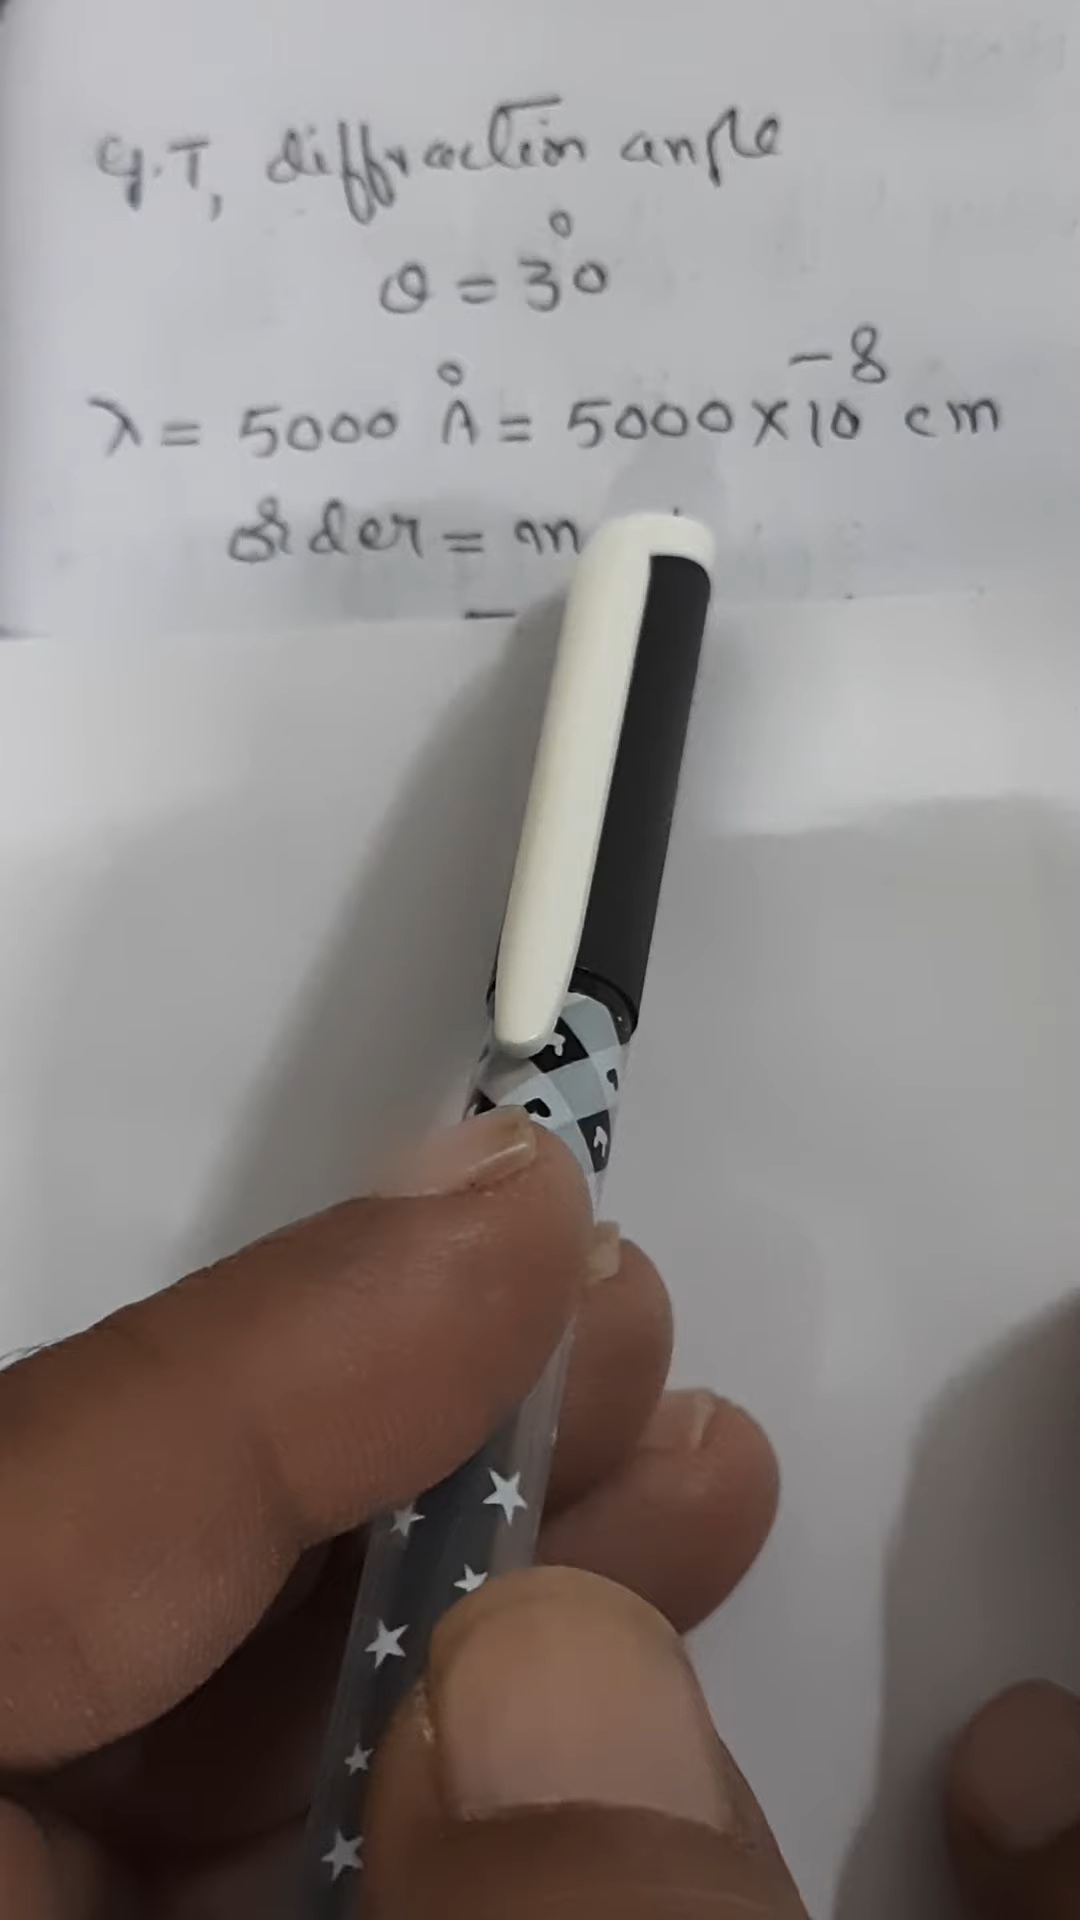 G.T, diffraction angle
θ = 30°
λ = 5000 Å = 5000 × 10⁻⁸ cm
order = m